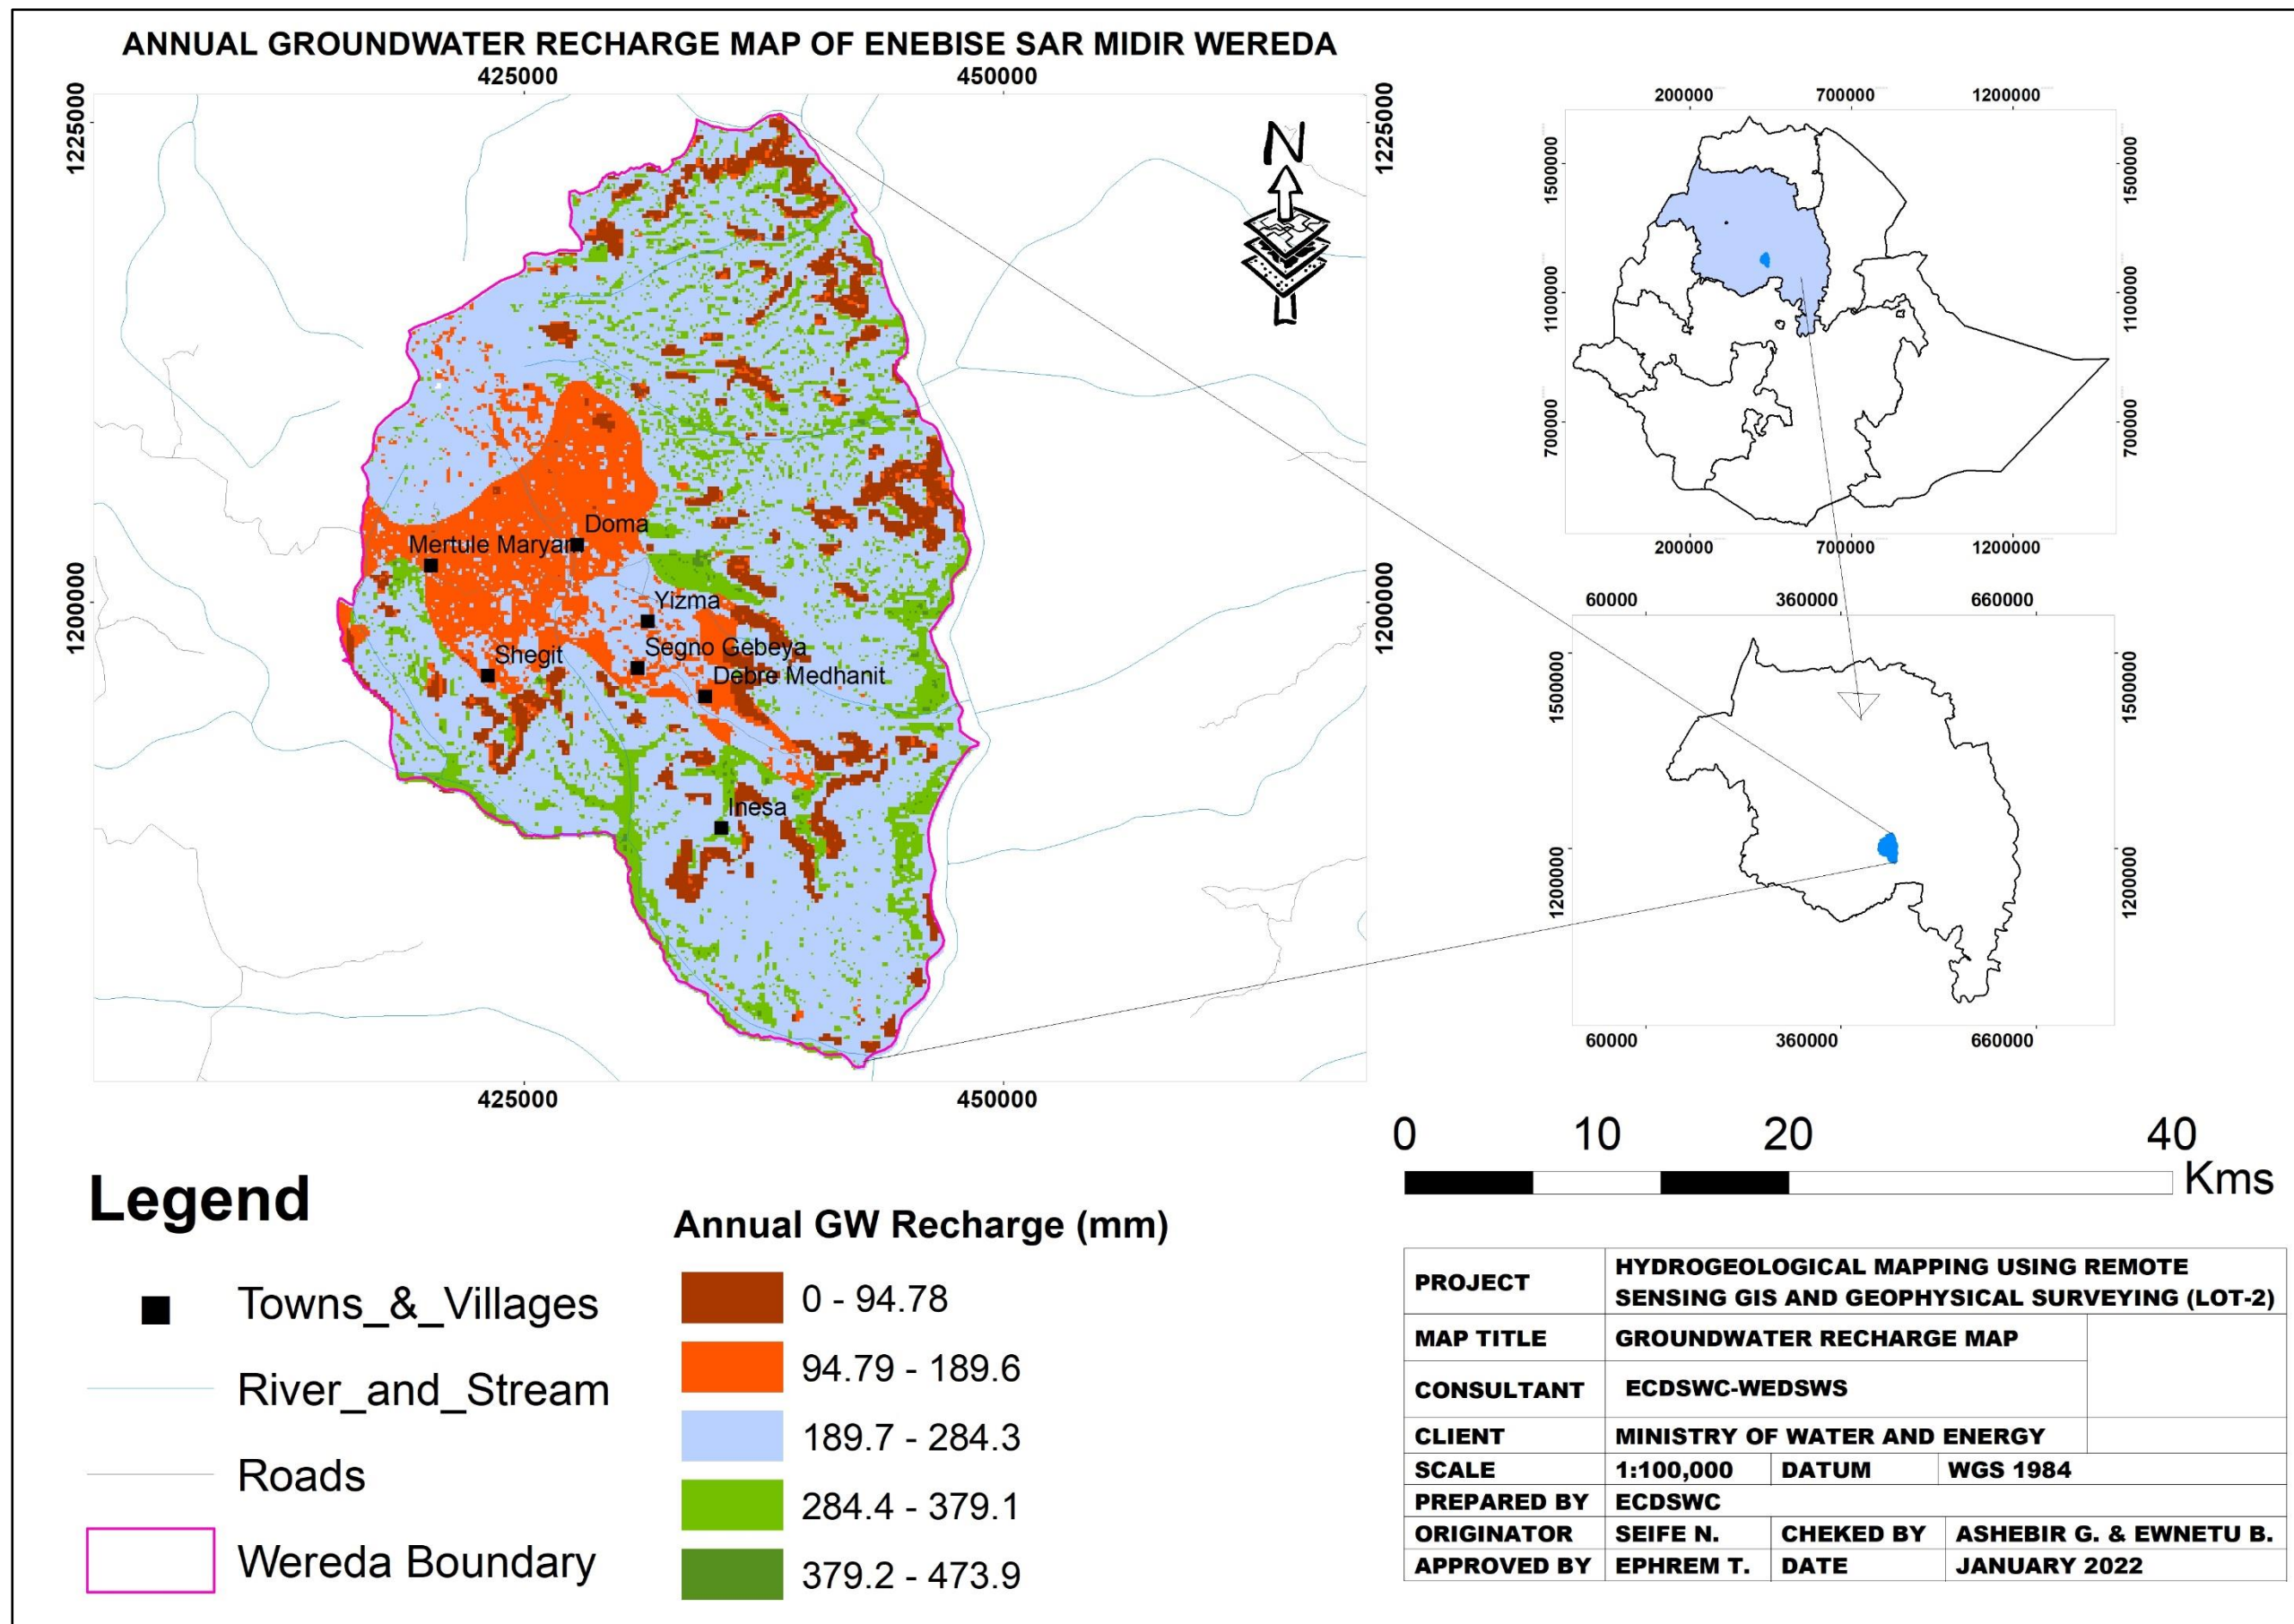 ANNUAL GROUNDWATER RECHARGE MAP OF ENEBISE SAR MIDIR WEREDA
425000 450000
1225000 1225000
1200000 1200000
N
Doma
Mertule Maryam
Yizma
Segno Gebeya
Shegit
Debre Medhanit
Inesa
425000 450000
200000 700000 1200000
1500000 1500000
1100000 1100000
700000 700000
200000 700000 1200000
60000 360000 660000
1500000 1500000
1200000 1200000
60000 360000 660000
0 10 20 40
Kms
Legend
Towns_&_Villages
River_and_Stream
Roads
Wereda Boundary
Annual GW Recharge (mm)
0 - 94.78
94.79 - 189.6
189.7 - 284.3
284.4 - 379.1
379.2 - 473.9
PROJECT HYDROGEOLOGICAL MAPPING USING REMOTE
SENSING GIS AND GEOPHYSICAL SURVEYING (LOT-2)
MAP TITLE GROUNDWATER RECHARGE MAP
CONSULTANT ECDSWC-WEDSWS
CLIENT MINISTRY OF WATER AND ENERGY
SCALE 1:100,000 DATUM WGS 1984
PREPARED BY ECDSWC
ORIGINATOR SEIFE N. CHEKED BY ASHEBIR G. & EWNETU B.
APPROVED BY EPHREM T. DATE JANUARY 2022